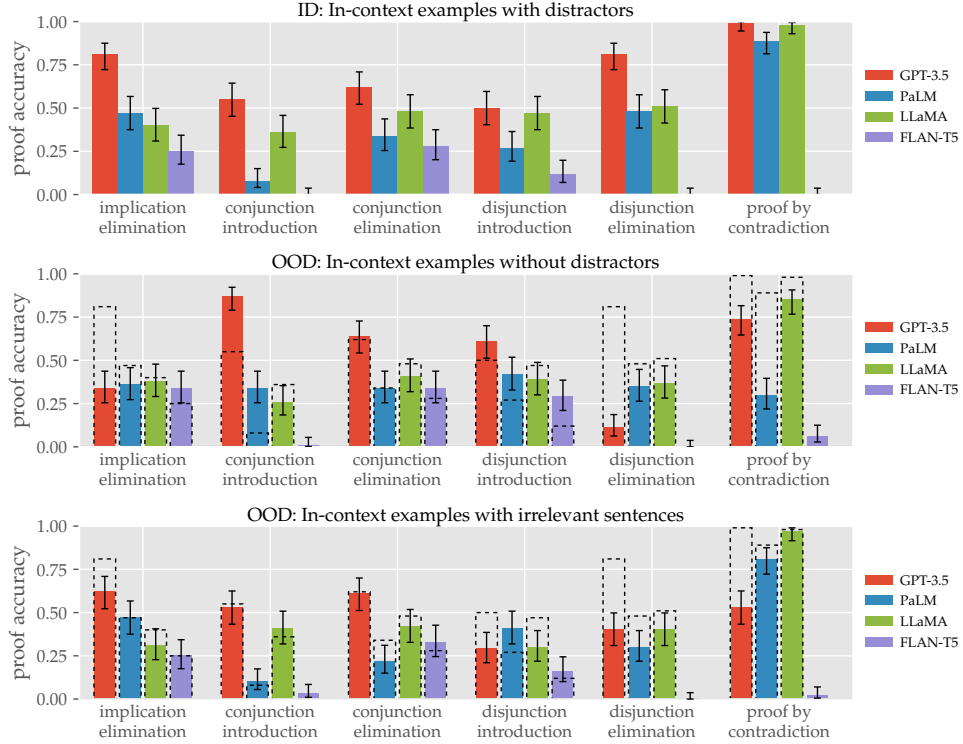 ID: In-context examples with distractors
proof accuracy
1.00
0.75
0.50
0.25
0.00
implication elimination
conjunction introduction
conjunction elimination
disjunction introduction
disjunction elimination
proof by contradiction
GPT-3.5
PaLM
LLaMA
FLAN-T5
OOD: In-context examples without distractors
proof accuracy
1.00
0.75
0.50
0.25
0.00
implication elimination
conjunction introduction
conjunction elimination
disjunction introduction
disjunction elimination
proof by contradiction
GPT-3.5
PaLM
LLaMA
FLAN-T5
OOD: In-context examples with irrelevant sentences
proof accuracy
1.00
0.75
0.50
0.25
0.00
implication elimination
conjunction introduction
conjunction elimination
disjunction introduction
disjunction elimination
proof by contradiction
GPT-3.5
PaLM
LLaMA
FLAN-T5